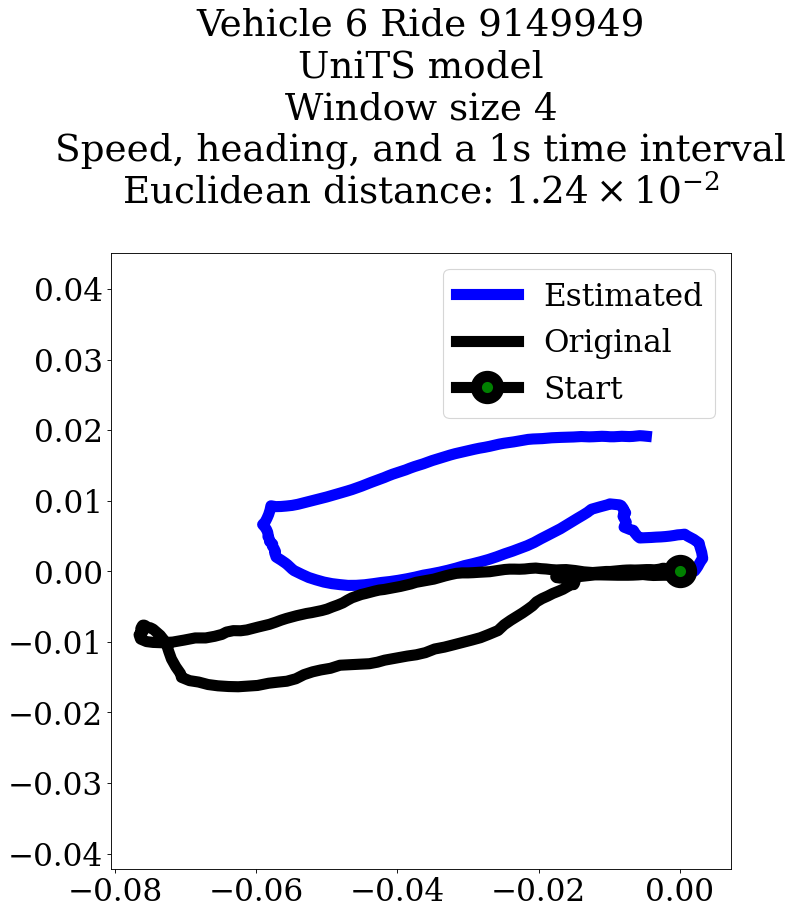 Vehicle 6 Ride 9149949
UniTS model
Window size 4
Speed, heading, and a 1s time interval
Euclidean distance: 1.24 × 10⁻²
Estimated
Original
Start
0.04
0.03
0.02
0.01
0.00
−0.01
−0.02
−0.03
−0.04
−0.08 −0.06 −0.04 −0.02 0.00